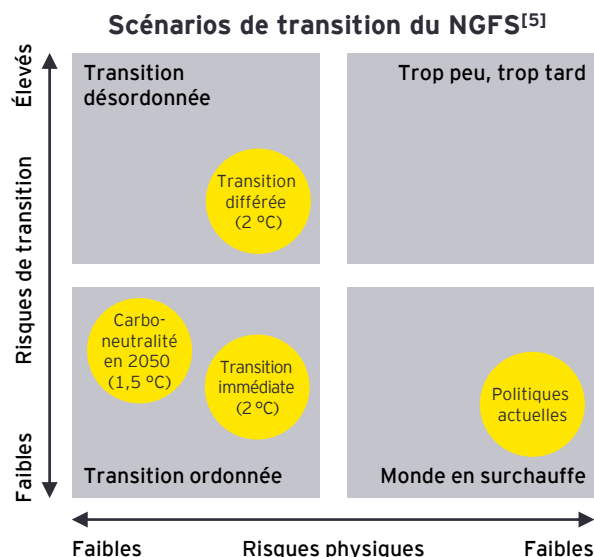 Scénarios de transition du NGFS[5]
Élevés
Risques de transition
Faibles
Transition
désordonnée
Trop peu, trop tard
Transition
différée
(2 °C)
Carbo-
neutralité
en 2050
(1,5 °C)
Transition
immédiate
(2 °C)
Politiques
actuelles
Transition ordonnée
Monde en surchauffe
Faibles
Risques physiques
Faibles